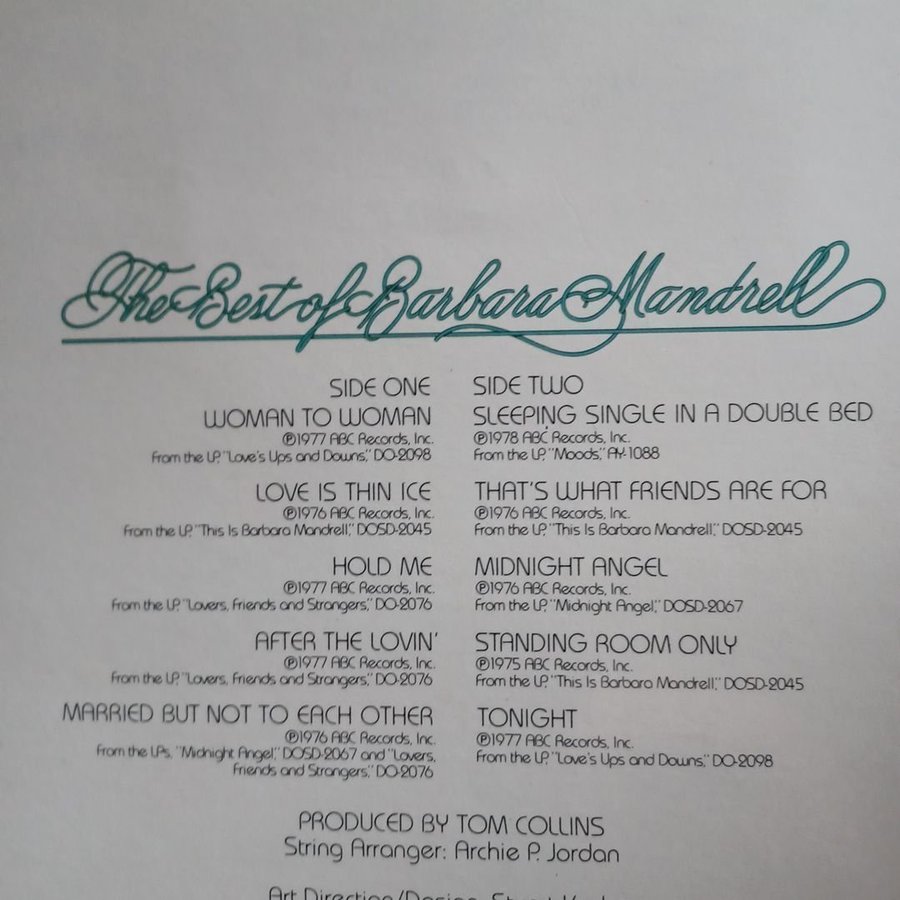 The Best of Barbara Mandrell
SIDE ONE
WOMAN TO WOMAN
℗1977 ABC Records, Inc.
From the LP, "Love's Ups and Downs," DO-2098
LOVE IS THIN ICE
℗1976 ABC Records, Inc.
From the LP, "This Is Barbara Mandrell," DOSD-2045
HOLD ME
℗1977 ABC Records, Inc.
From the LP, "Lovers, Friends and Strangers," DO-2076
AFTER THE LOVIN'
℗1977 ABC Records, Inc.
From the LP, "Lovers, Friends and Strangers," DO-2076
MARRIED BUT NOT TO EACH OTHER
℗1976 ABC Records, Inc.
From the LPs, "Midnight Angel," DOSD-2067 and "Lovers,
Friends and Strangers," DO-2076
SIDE TWO
SLEEPING SINGLE IN A DOUBLE BED
℗1978 ABC Records, Inc.
From the LP, "Moods," AY-1088
THAT'S WHAT FRIENDS ARE FOR
℗1976 ABC Records, Inc.
From the LP, "This Is Barbara Mandrell," DOSD-2045
MIDNIGHT ANGEL
℗1976 ABC Records, Inc.
From the LP, "Midnight Angel," DOSD-2067
STANDING ROOM ONLY
℗1975 ABC Records, Inc.
From the LP, "This Is Barbara Mandrell," DOSD-2045
TONIGHT
℗1977 ABC Records, Inc.
From the LP, "Love's Ups and Downs," DO-2098
PRODUCED BY TOM COLLINS
String Arranger: Archie P. Jordan
Art Direction/Design: